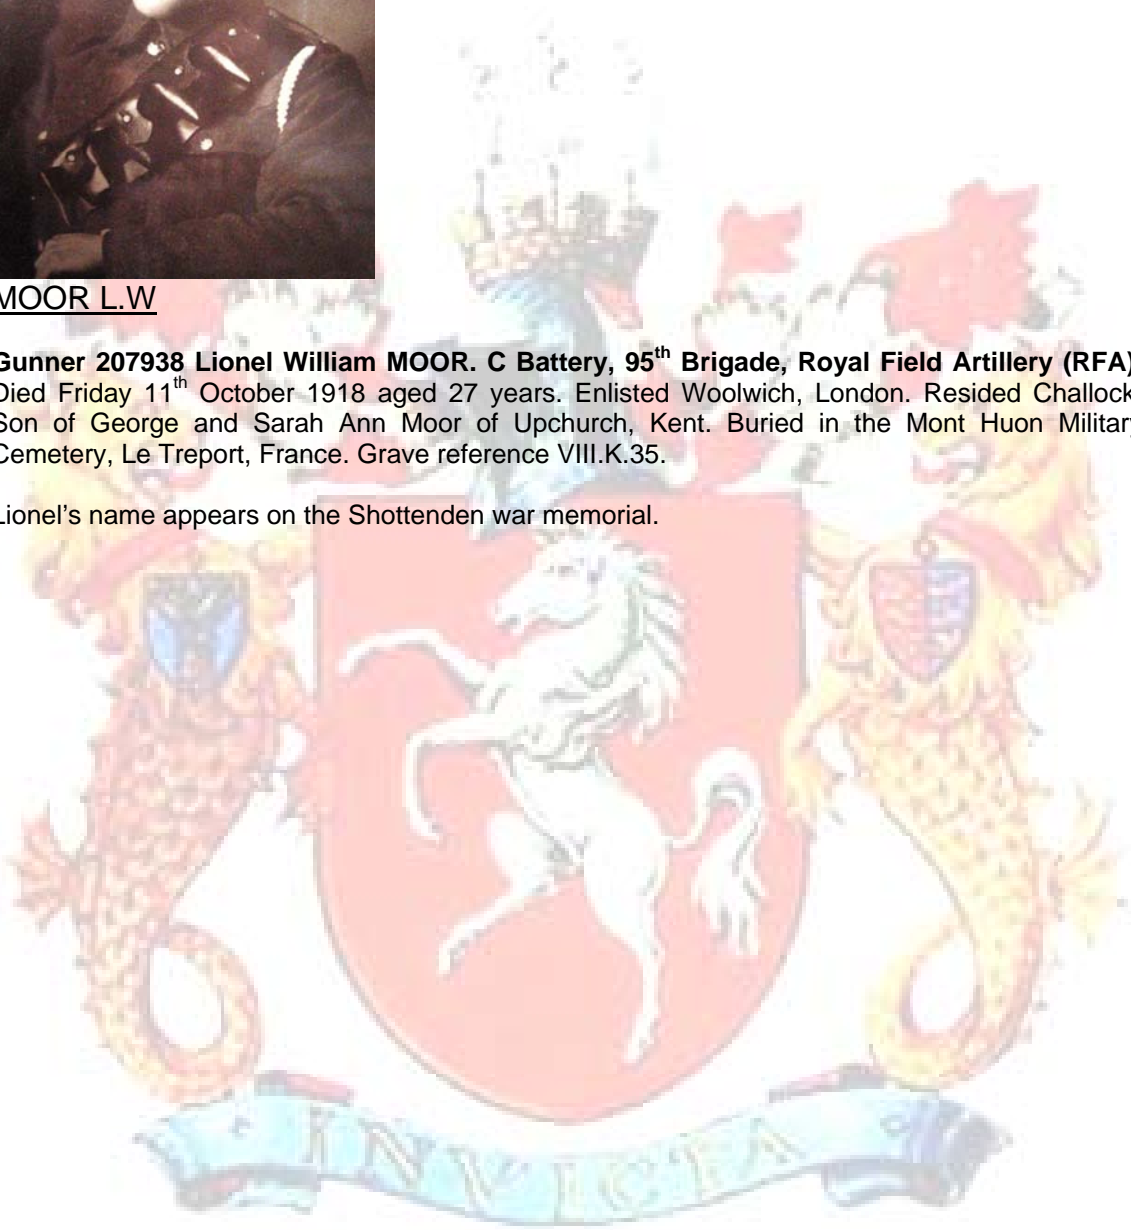 MOOR L.W
Gunner 207938 Lionel William MOOR. C Battery, 95th Brigade, Royal Field Artillery (RFA)
Died Friday 11th October 1918 aged 27 years. Enlisted Woolwich, London. Resided Challock
Son of George and Sarah Ann Moor of Upchurch, Kent. Buried in the Mont Huon Military
Cemetery, Le Treport, France. Grave reference VIII.K.35.
Lionel’s name appears on the Shottenden war memorial.
INVICTA